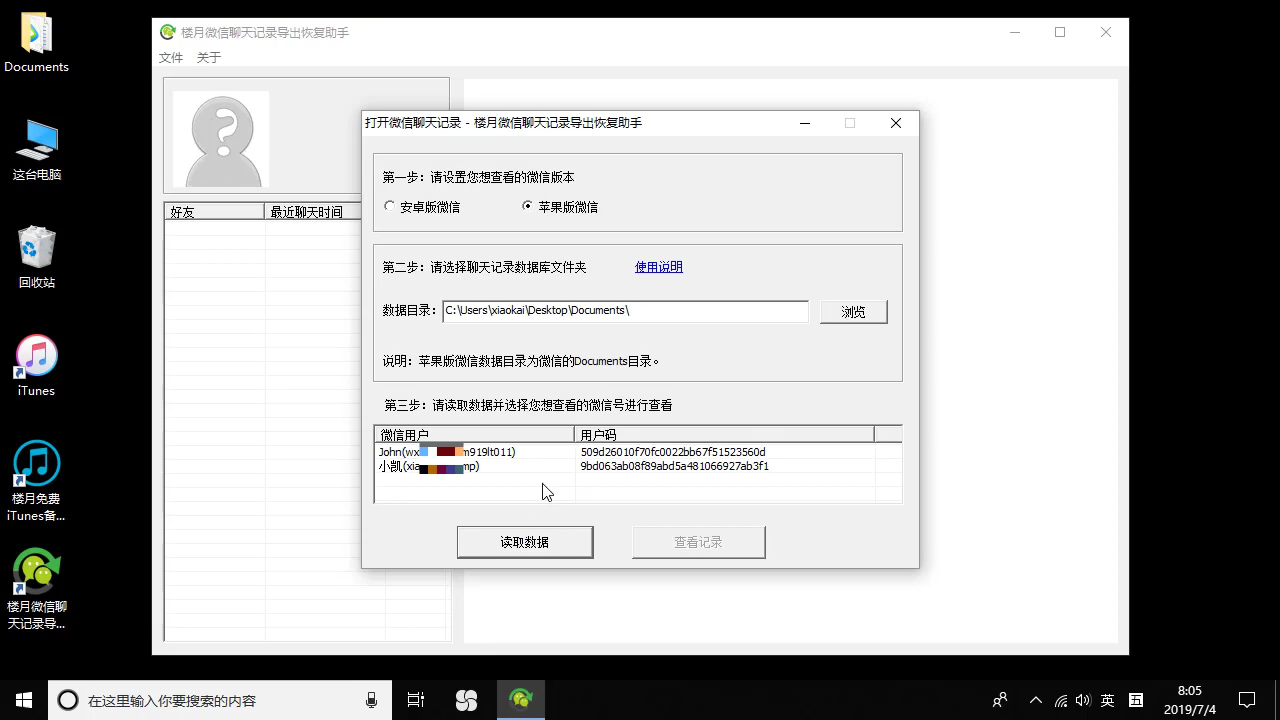 Documents
这台电脑
回收站
iTunes
楼月免费
iTunes备...
楼月微信聊
天记录导...
楼月微信聊天记录导出恢复助手
文件 关于
好友 最近聊天时间
打开微信聊天记录 - 楼月微信聊天记录导出恢复助手
第一步：请设置您想查看的微信版本
安卓版微信 苹果版微信
第二步：请选择聊天记录数据库文件夹 使用说明
数据目录： C:\Users\xiaokai\Desktop\Documents\ 浏览
说明：苹果版微信数据目录为微信的Documents目录。
第三步：请读取数据并选择您想查看的微信号进行查看
微信用户 用户码
John(wx m919lt011) 509d26010f70fc0022bb67f51523560d
小凯(xia mp) 9bd063ab08f89abd5a481066927ab3f1
读取数据 查看记录
在这里输入你要搜索的内容
英 五
8:05
2019/7/4